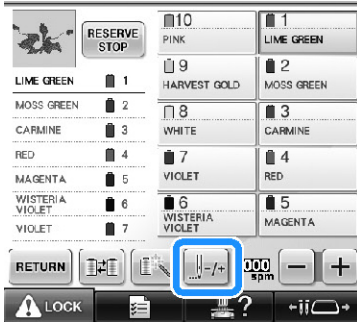 RESERVE
STOP
LIME GREEN 1
MOSS GREEN 2
CARMINE 3
RED 4
MAGENTA 5
WISTERIA
VIOLET 6
VIOLET 7
10
PINK
1
LIME GREEN
9
HARVEST GOLD
2
MOSS GREEN
8
WHITE
3
CARMINE
7
VIOLET
4
RED
6
WISTERIA
VIOLET
5
MAGENTA
RETURN
-/+
spm
-
+
LOCK
?